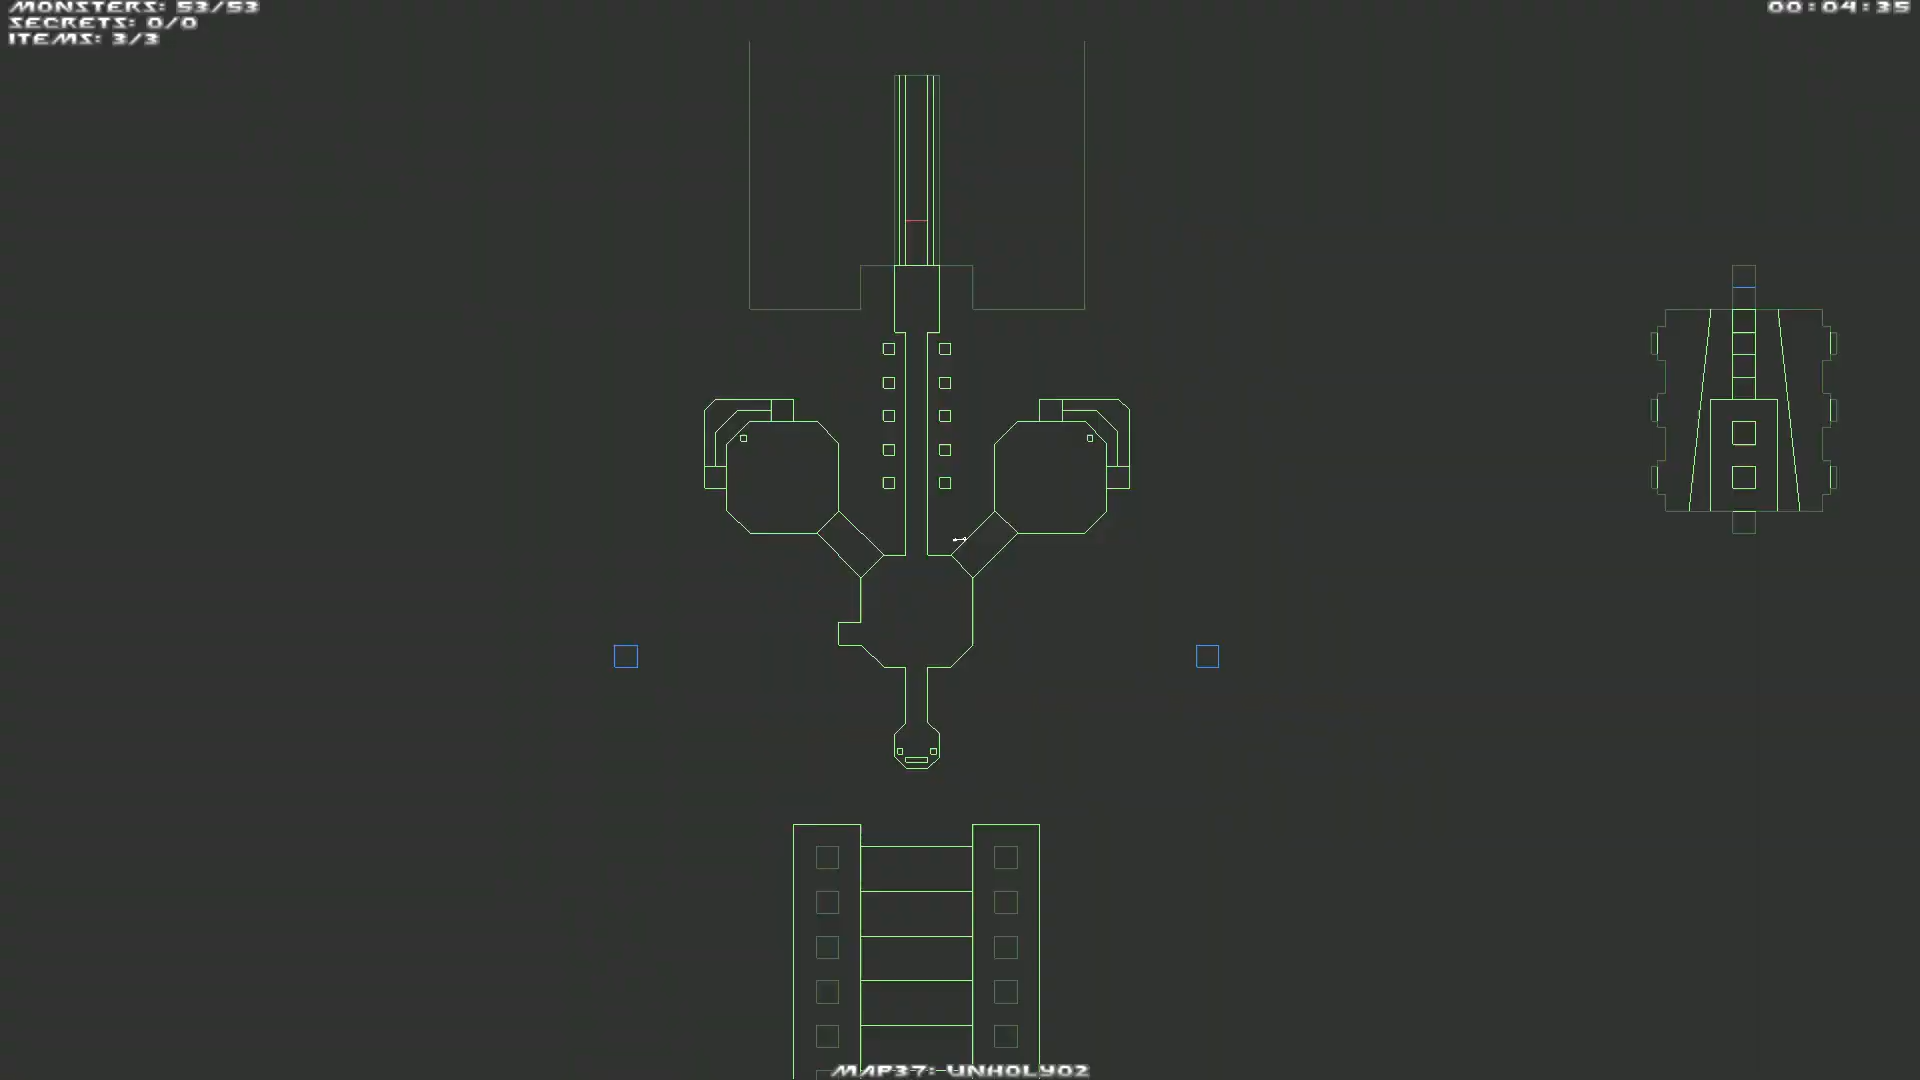 MONSTERS: 53/53
00:04:35
SECRETS: 0/0
ITEMS: 3/3
MAP37: UNHOLY02